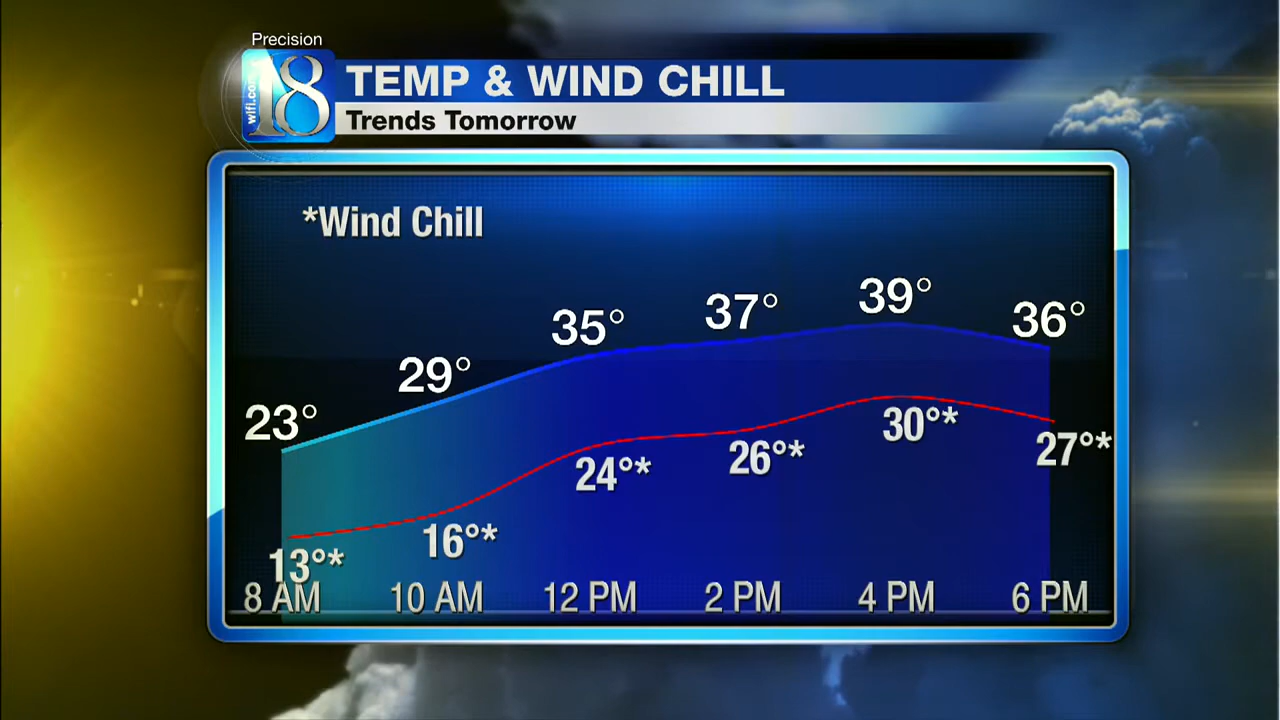 Precision
wlfi.com
18
TEMP & WIND CHILL
Trends Tomorrow
*Wind Chill
23° 29° 35° 37° 39° 36°
13°* 16°* 24°* 26°* 30°* 27°*
8 AM 10 AM 12 PM 2 PM 4 PM 6 PM